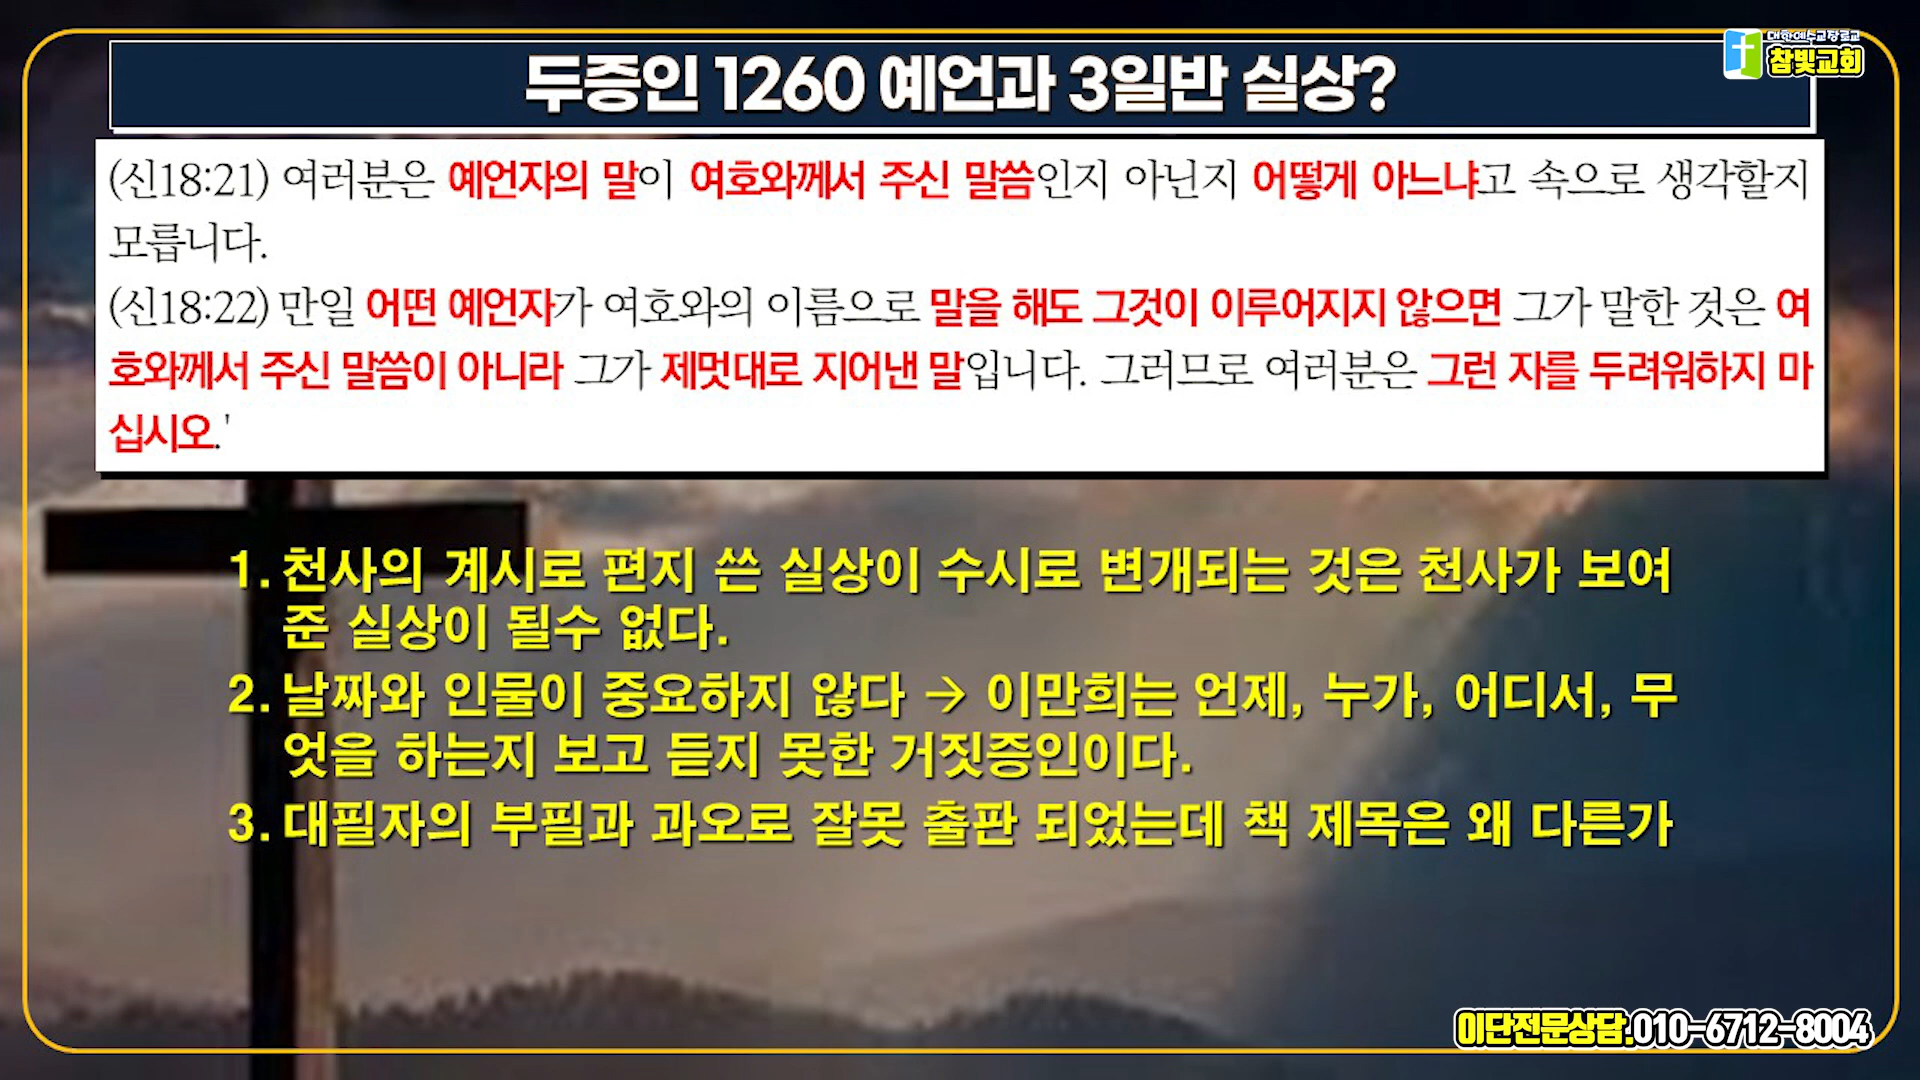 두증인 1260 예언과 3일반 실상?
대한예수교장로교
참빛교회
(신18:21) 여러분은 예언자의 말이 여호와께서 주신 말씀인지 아닌지 어떻게 아느냐고 속으로 생각할지
모릅니다.
(신18:22) 만일 어떤 예언자가 여호와의 이름으로 말을 해도 그것이 이루어지지 않으면 그가 말한 것은 여
호와께서 주신 말씀이 아니라 그가 제멋대로 지어낸 말입니다. 그러므로 여러분은 그런 자를 두려워하지 마
십시오.'
1. 천사의 계시로 편지 쓴 실상이 수시로 변개되는 것은 천사가 보여
준 실상이 될수 없다.
2. 날짜와 인물이 중요하지 않다 → 이만희는 언제, 누가, 어디서, 무
엇을 하는지 보고 듣지 못한 거짓증인이다.
3. 대필자의 부필과 과오로 잘못 출판 되었는데 책 제목은 왜 다른가
이단전문상담.010-6712-8004